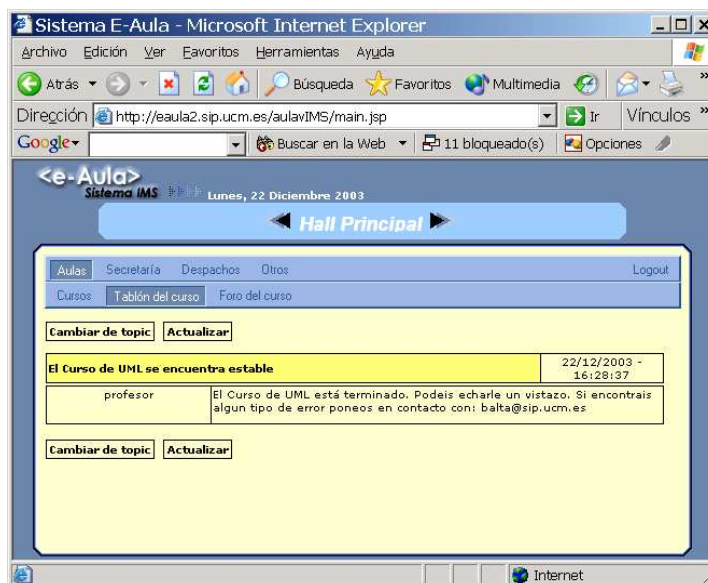 Sistema E-Aula - Microsoft Internet Explorer
Archivo Edición Ver Favoritos Herramientas Ayuda
Atrás Búsqueda Favoritos Multimedia »
Dirección http://eaula2.sip.ucm.es/aulavIMS/main.jsp Ir Vínculos »
Google Buscar en la Web 11 bloqueado(s) Opciones
<e-Aula>
Sistema IMS Lunes, 22 Diciembre 2003
Hall Principal
Aulas Secretaría Despachos Otros Logout
Cursos Tablón del curso Foro del curso
Cambiar de topic Actualizar
El Curso de UML se encuentra estable 22/12/2003 -
16:28:37
profesor El Curso de UML está terminado. Podeis echarle un vistazo. Si encontrais
algun tipo de error poneos en contacto con: balta@sip.ucm.es
Cambiar de topic Actualizar
Internet